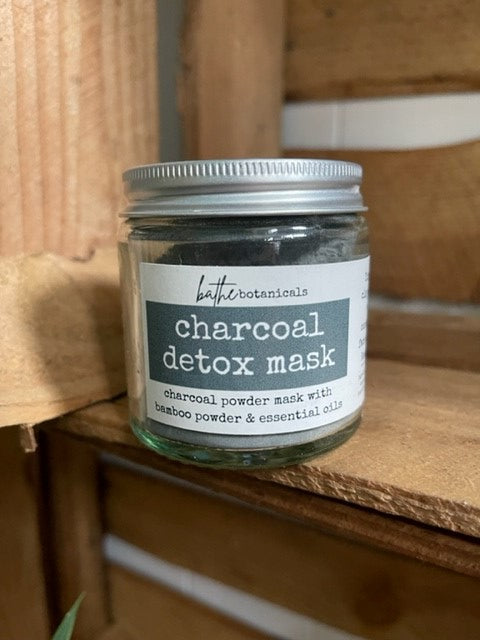 bathe botanicals
charcoal
detox mask
charcoal powder mask with
bamboo powder & essential oils